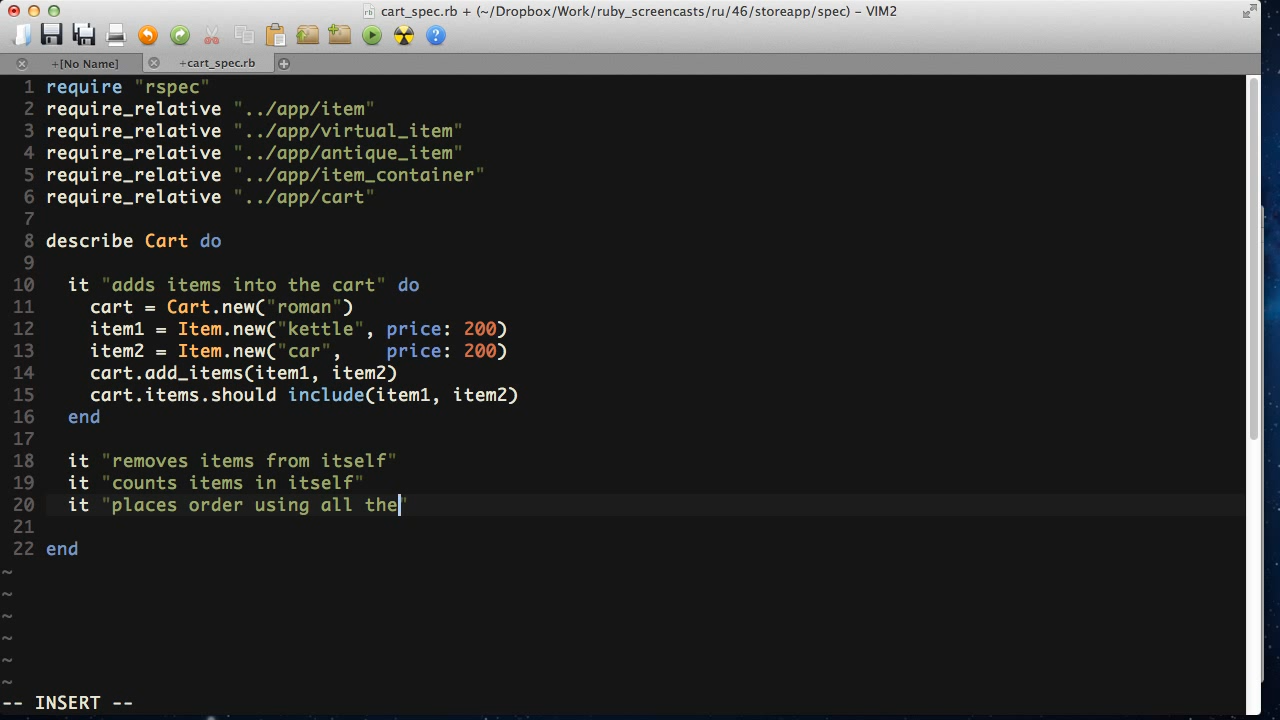 cart_spec.rb + (~/Dropbox/Work/ruby_screencasts/ru/46/storeapp/spec) – VIM2
+[No Name] +cart_spec.rb
1 require "rspec"
2 require_relative "../app/item"
3 require_relative "../app/virtual_item"
4 require_relative "../app/antique_item"
5 require_relative "../app/item_container"
6 require_relative "../app/cart"
7
8 describe Cart do
9
10 it "adds items into the cart" do
11 cart = Cart.new("roman")
12 item1 = Item.new("kettle", price: 200)
13 item2 = Item.new("car",    price: 200)
14 cart.add_items(item1, item2)
15 cart.items.should include(item1, item2)
16 end
17
18 it "removes items from itself"
19 it "counts items in itself"
20 it "places order using all the"
21
22 end
~
~
~
~
~
~
-- INSERT --